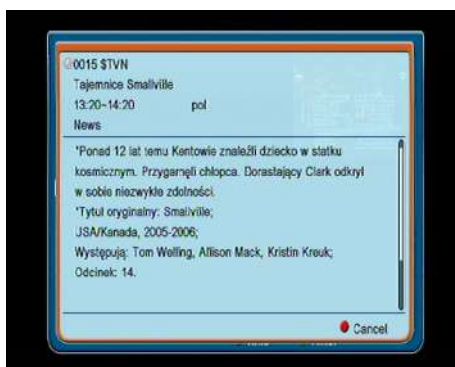 0015 $TVN
Tajemnice Smallville
13:20~14:20 pol
News
"Ponad 12 lat temu Kentowie znaleźli dziecko w statku
kosmicznym. Przygarnęli chłopca. Dorastający Clark odkrył
w sobie niezwykłe zdolności.
"Tytuł oryginalny: Smallville;
JSA/Kanada, 2005-2006;
Występują: Tom Welling, Allison Mack, Kristin Kreuk;
Odcinek: 14.
Cancel